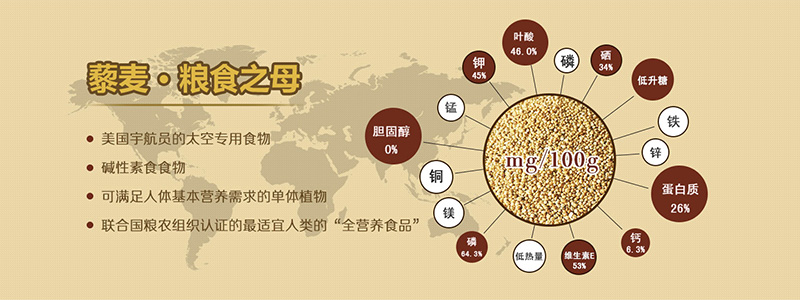 藜麦·粮食之母
美国宇航员的太空专用食物
碱性素食食物
可满足人体基本营养需求的单体植物
联合国粮农组织认证的最适宜人类的“全营养食品”
叶酸
46.0%
磷
硒
34%
低升糖
铁
锌
蛋白质
26%
钙
6.3%
维生素E
53%
低热量
磷
64.3%
镁
铜
胆固醇
0%
锰
钾
45%
mg/100g